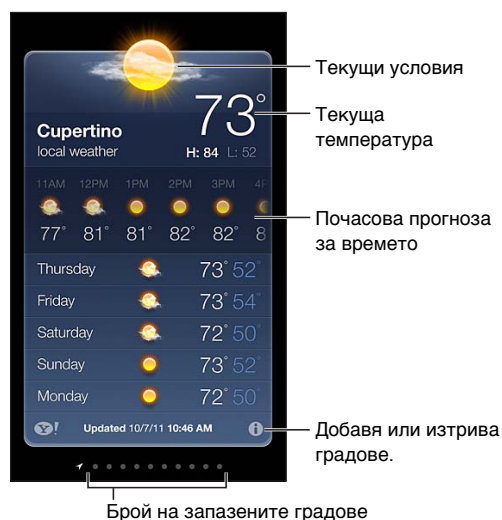 Текущи условия
73°
Текуща
температура
Cupertino
local weather
H: 84 L: 52
11AM 12PM 1PM 2PM 3PM 4P
77° 81° 81° 82° 82° 8
Почасова прогноза
за времето
Thursday 73° 52°
Friday 73° 54°
Saturday 72° 50°
Sunday 73° 52°
Monday 72° 50°
Y! Updated 10/7/11 10:46 AM i
Добавя или изтрива
градове.
Брой на запазените градове